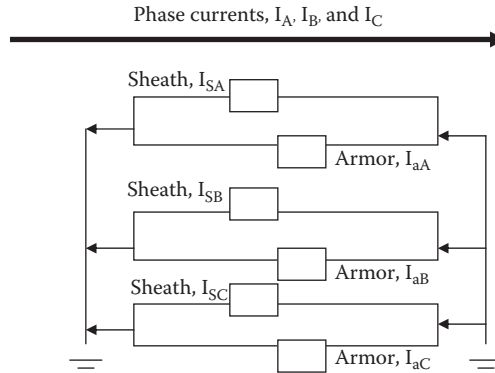 Phase currents, I_A, I_B, and I_C
Sheath, I_SA
Armor, I_aA
Sheath, I_SB
Armor, I_aB
Sheath, I_SC
Armor, I_aC